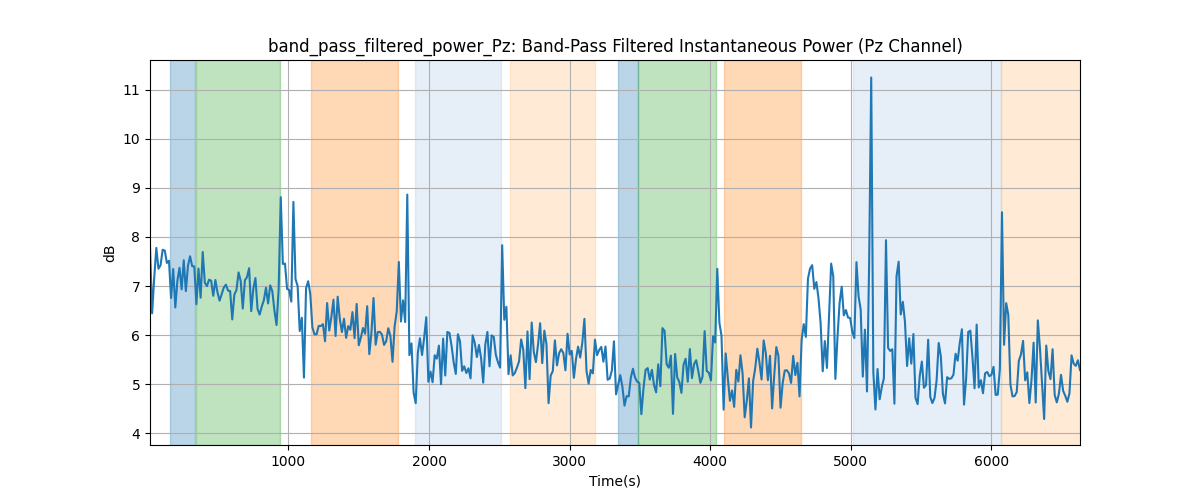 band_pass_filtered_power_Pz: Band-Pass Filtered Instantaneous Power (Pz Channel)
11
10
9
8
7
6
5
4
dB
1000 2000 3000 4000 5000 6000
Time(s)